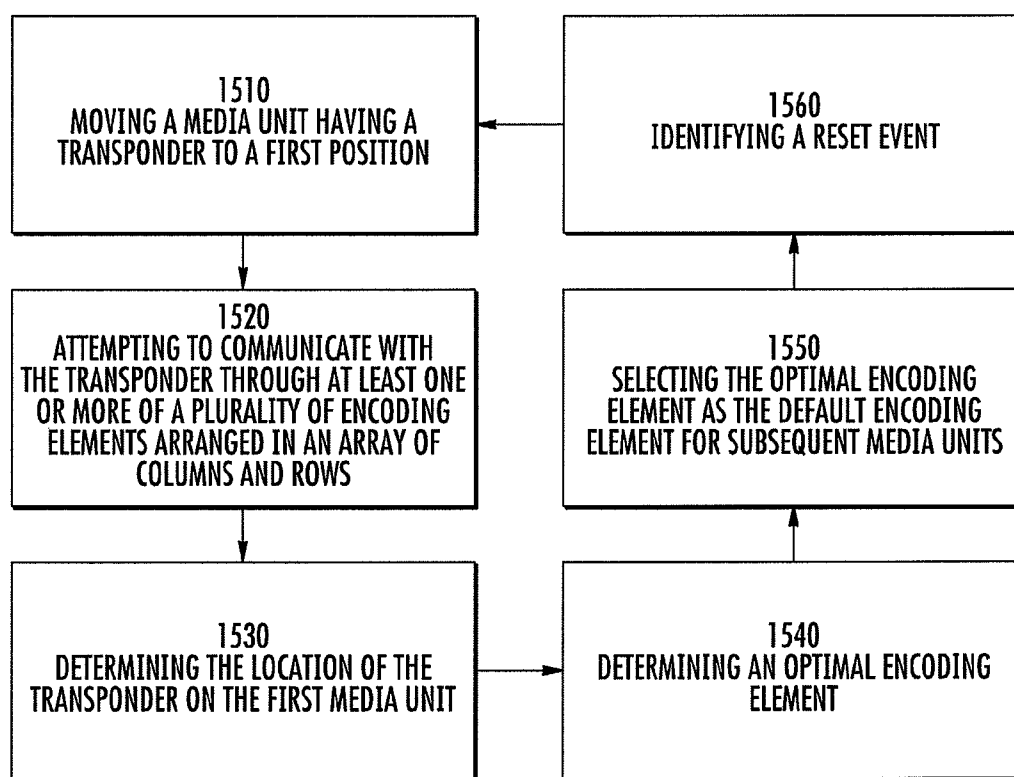 1510
MOVING A MEDIA UNIT HAVING A
TRANSPONDER TO A FIRST POSITION
1520
ATTEMPTING TO COMMUNICATE WITH
THE TRANSPONDER THROUGH AT LEAST ONE
OR MORE OF A PLURALITY OF ENCODING
ELEMENTS ARRANGED IN AN ARRAY OF
COLUMNS AND ROWS
1530
DETERMINING THE LOCATION OF THE
TRANSPONDER ON THE FIRST MEDIA UNIT
1540
DETERMINING AN OPTIMAL ENCODING
ELEMENT
1550
SELECTING THE OPTIMAL ENCODING
ELEMENT AS THE DEFAULT ENCODING
ELEMENT FOR SUBSEQUENT MEDIA UNITS
1560
IDENTIFYING A RESET EVENT